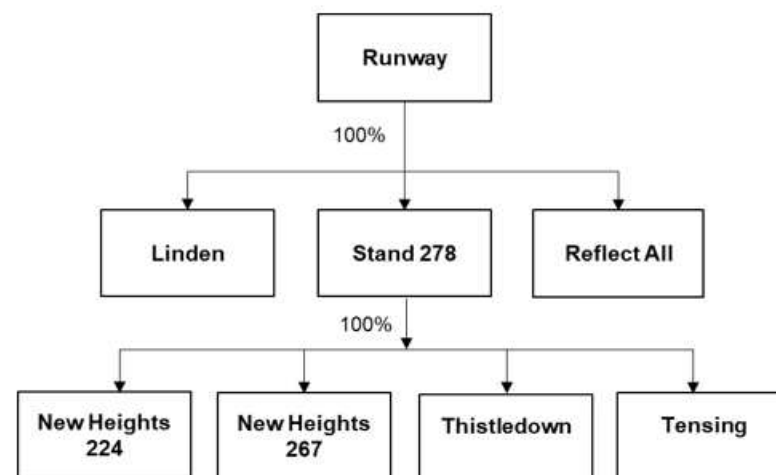 Runway
100%
Linden
Stand 278
Reflect All
100%
New Heights
224
New Heights
267
Thistledown
Tensing